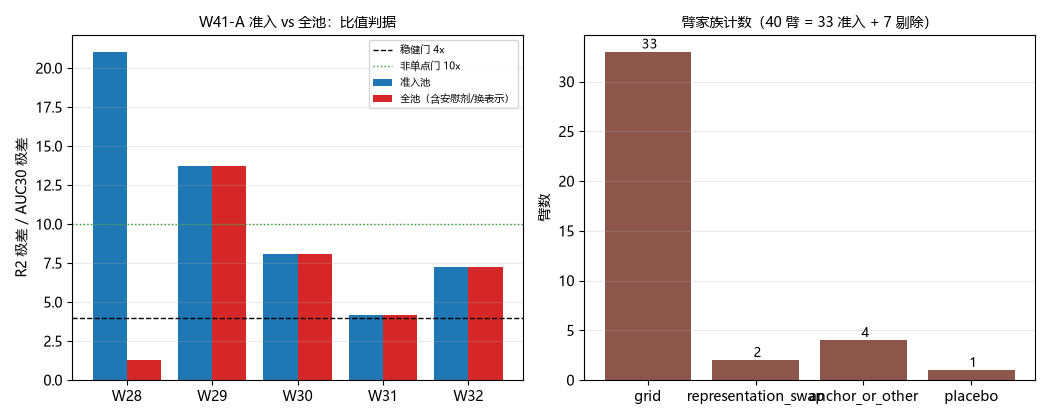 W41-A 准入 vs 全池：比值判据
稳健门 4x
非单点门 10x
准入池
全池（含安慰剂/换表示）
R2 极差 / AUC30 极差
20.0
17.5
15.0
12.5
10.0
7.5
5.0
2.5
0.0
W28 W29 W30 W31 W32
臂家族计数（40 臂 = 33 准入 + 7 剔除）
臂数
30
25
20
15
10
5
0
33
2
4
1
grid representation_swap anchor_or_other placebo